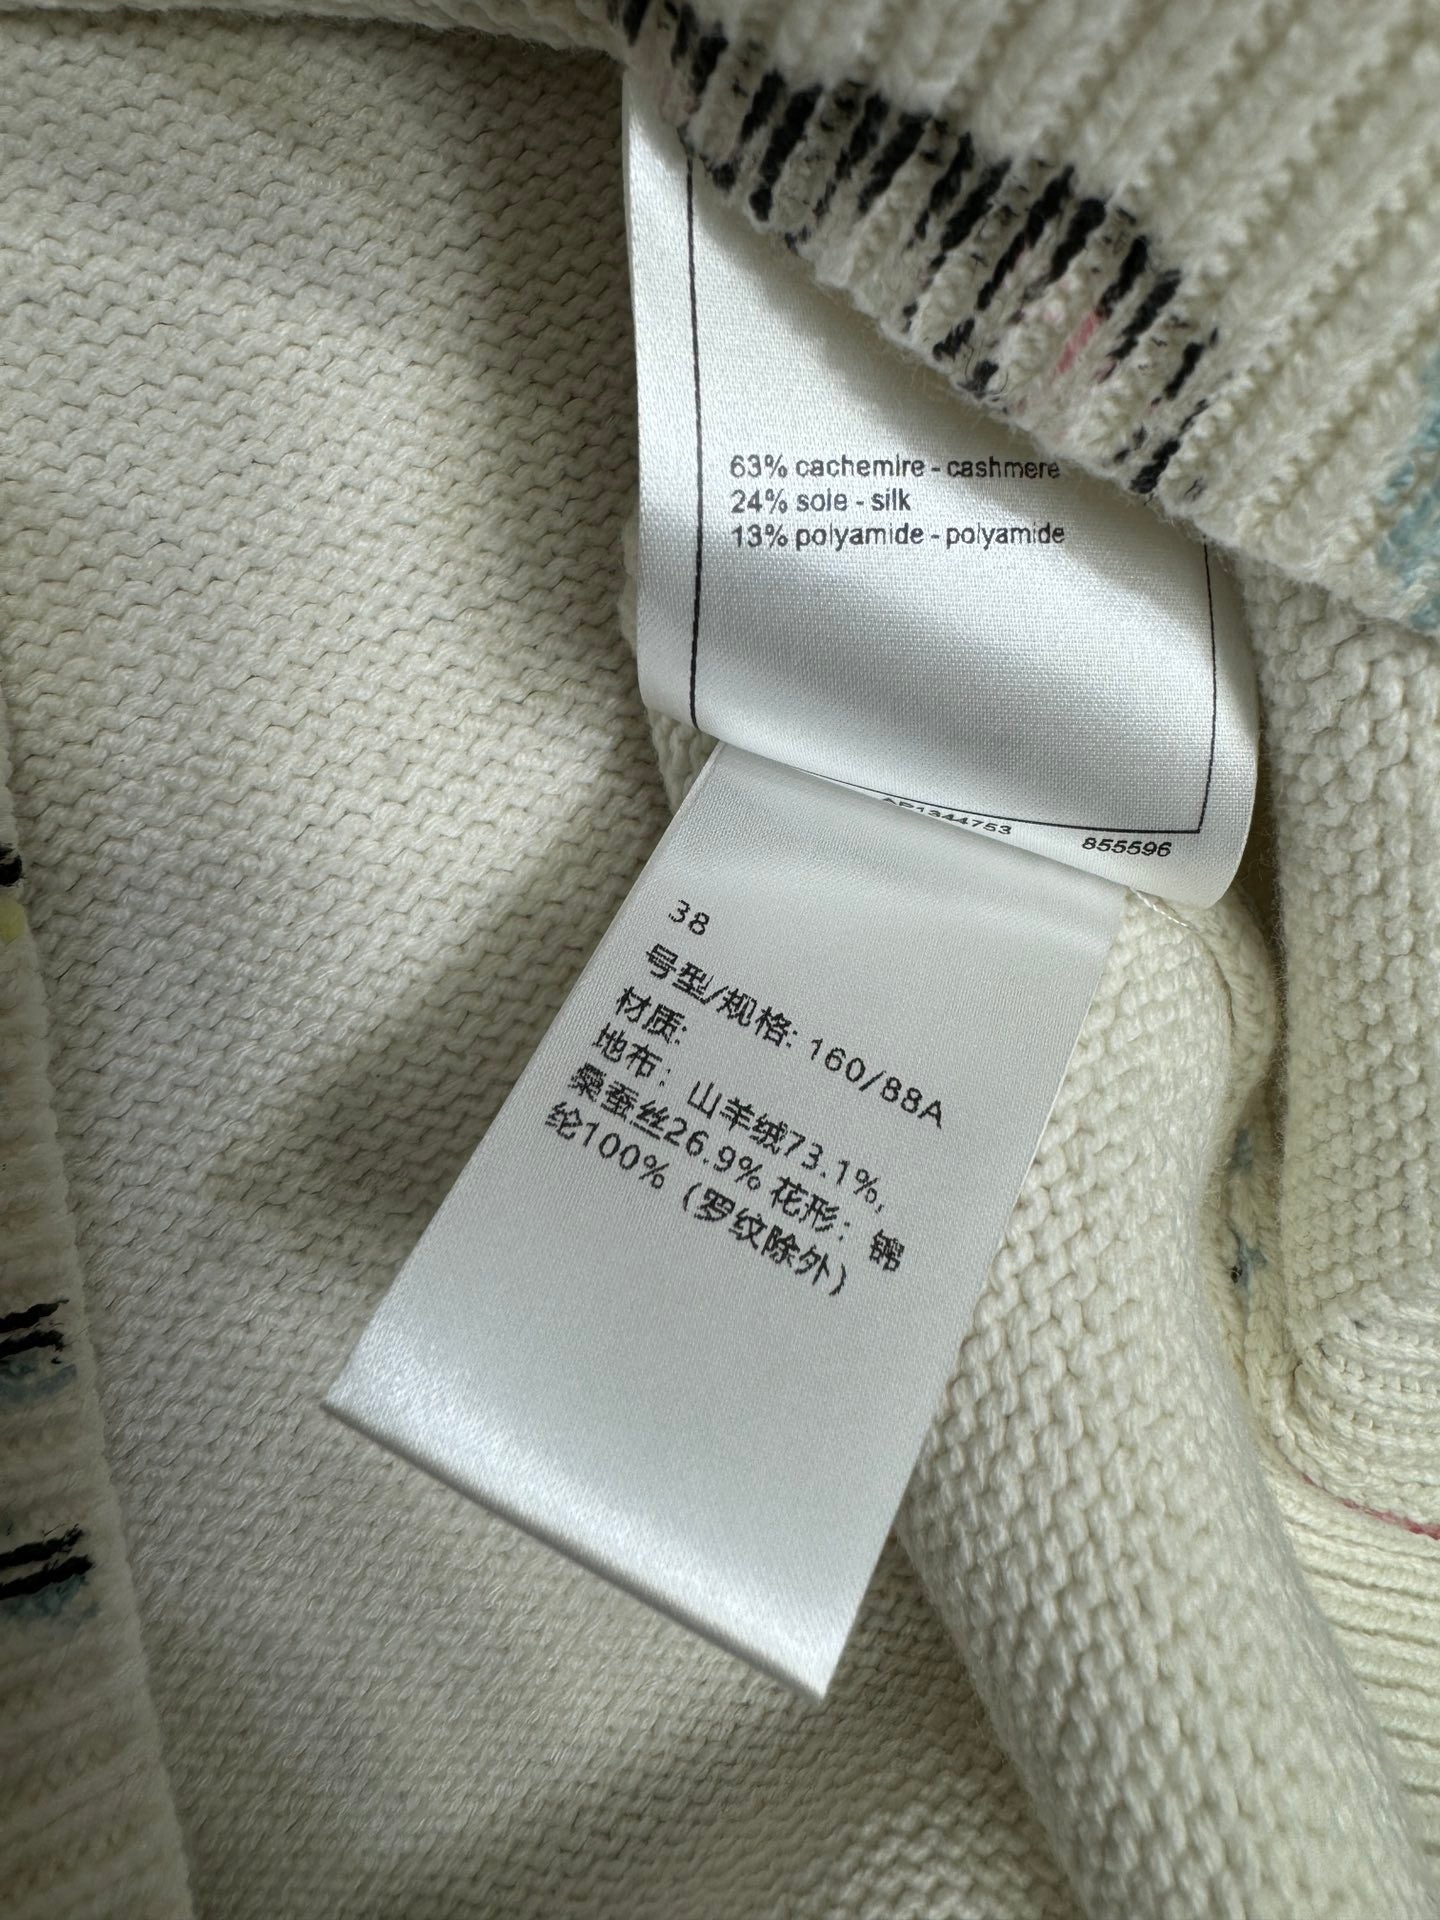 63% cachemire - cashmere
24% soie - silk
13% polyamide - polyamide
AP1344753
855596
38
号型/规格: 160/88A
材质:
地布: 山羊绒73.1%,
桑蚕丝26.9% 花形: 锦
纶100% (罗纹除外)